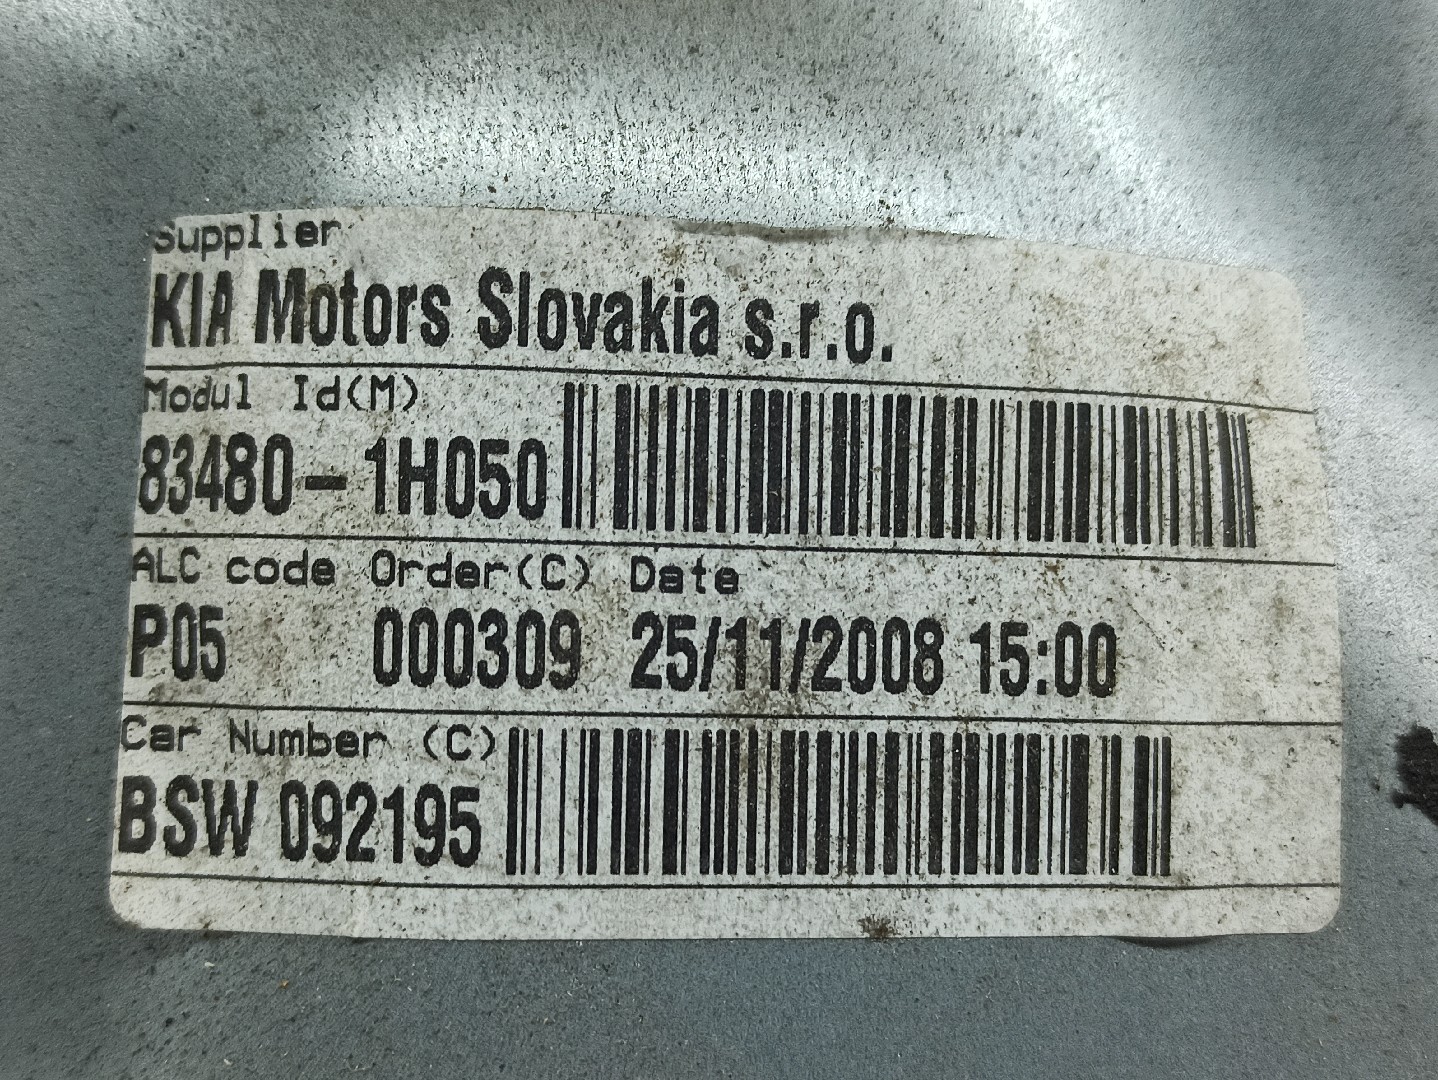 Supplier
KIA Motors Slovakia s.r.o.
Modul Id(M)
83480-1H050
ALC code Order(C) Date
P05 000309 25/11/2008 15:00
Car Number (C)
BSW 092195